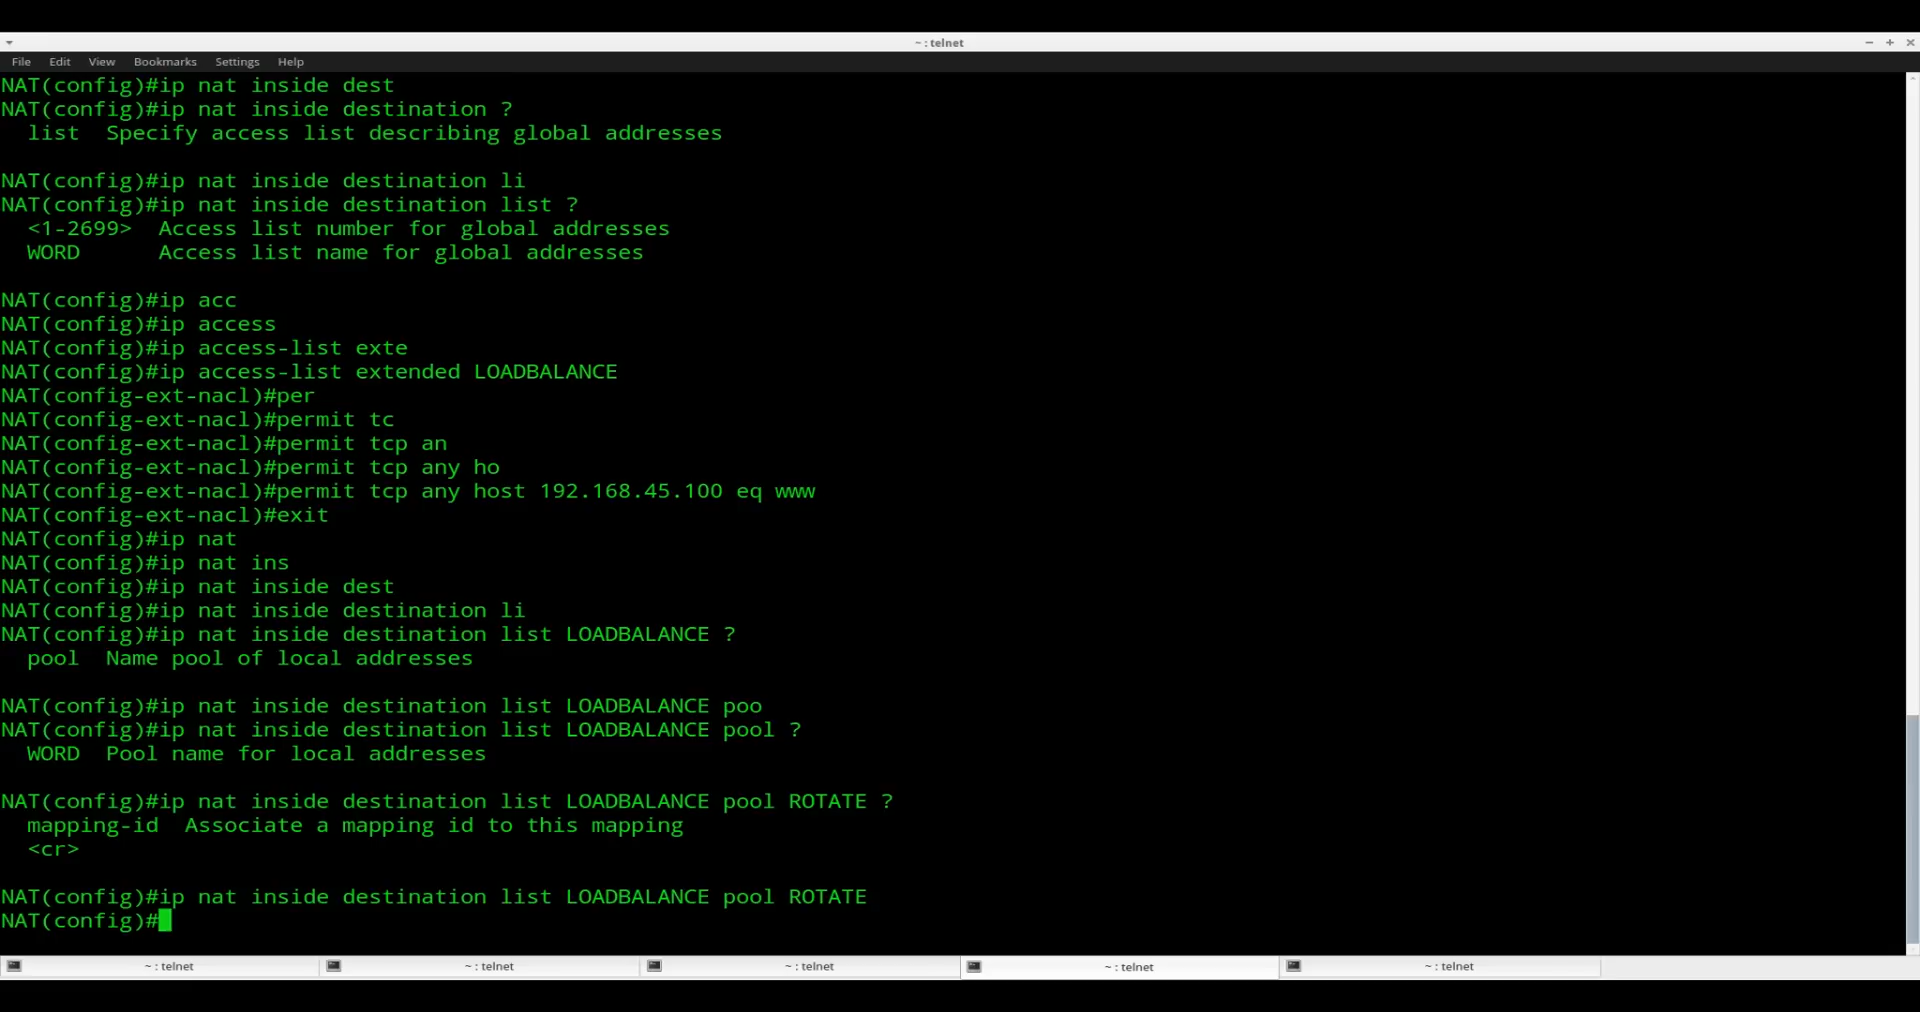 ~ : telnet
File Edit View Bookmarks Settings Help
NAT(config)#ip nat inside dest
NAT(config)#ip nat inside destination ?
  list  Specify access list describing global addresses

NAT(config)#ip nat inside destination li
NAT(config)#ip nat inside destination list ?
  <1-2699>  Access list number for global addresses
  WORD      Access list name for global addresses

NAT(config)#ip acc
NAT(config)#ip access
NAT(config)#ip access-list exte
NAT(config)#ip access-list extended LOADBALANCE
NAT(config-ext-nacl)#per
NAT(config-ext-nacl)#permit tc
NAT(config-ext-nacl)#permit tcp an
NAT(config-ext-nacl)#permit tcp any ho
NAT(config-ext-nacl)#permit tcp any host 192.168.45.100 eq www
NAT(config-ext-nacl)#exit
NAT(config)#ip nat
NAT(config)#ip nat ins
NAT(config)#ip nat inside dest
NAT(config)#ip nat inside destination li
NAT(config)#ip nat inside destination list LOADBALANCE ?
  pool  Name pool of local addresses

NAT(config)#ip nat inside destination list LOADBALANCE poo
NAT(config)#ip nat inside destination list LOADBALANCE pool ?
  WORD  Pool name for local addresses

NAT(config)#ip nat inside destination list LOADBALANCE pool ROTATE ?
  mapping-id  Associate a mapping id to this mapping
  <cr>

NAT(config)#ip nat inside destination list LOADBALANCE pool ROTATE
NAT(config)#
~ : telnet ~ : telnet ~ : telnet ~ : telnet ~ : telnet